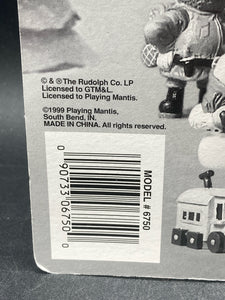 © & ®The Rudolph Co. LP
Licensed to GTM&L.
Licensed to Playing Mantis.
©1999 Playing Mantis,
South Bend, IN.
MADE IN CHINA. All rights reserved.
0 90733 06750 0
MODEL # 6750